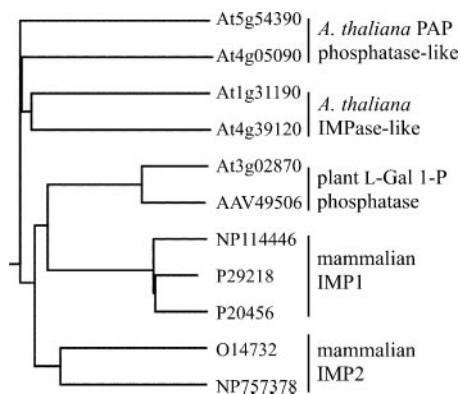 At5g54390
At4g05090
A. thaliana PAP
phosphatase-like
At1g31190
At4g39120
A. thaliana
IMPase-like
At3g02870
AAV49506
plant L-Gal 1-P
phosphatase
NP114446
P29218
P20456
mammalian
IMP1
O14732
NP757378
mammalian
IMP2